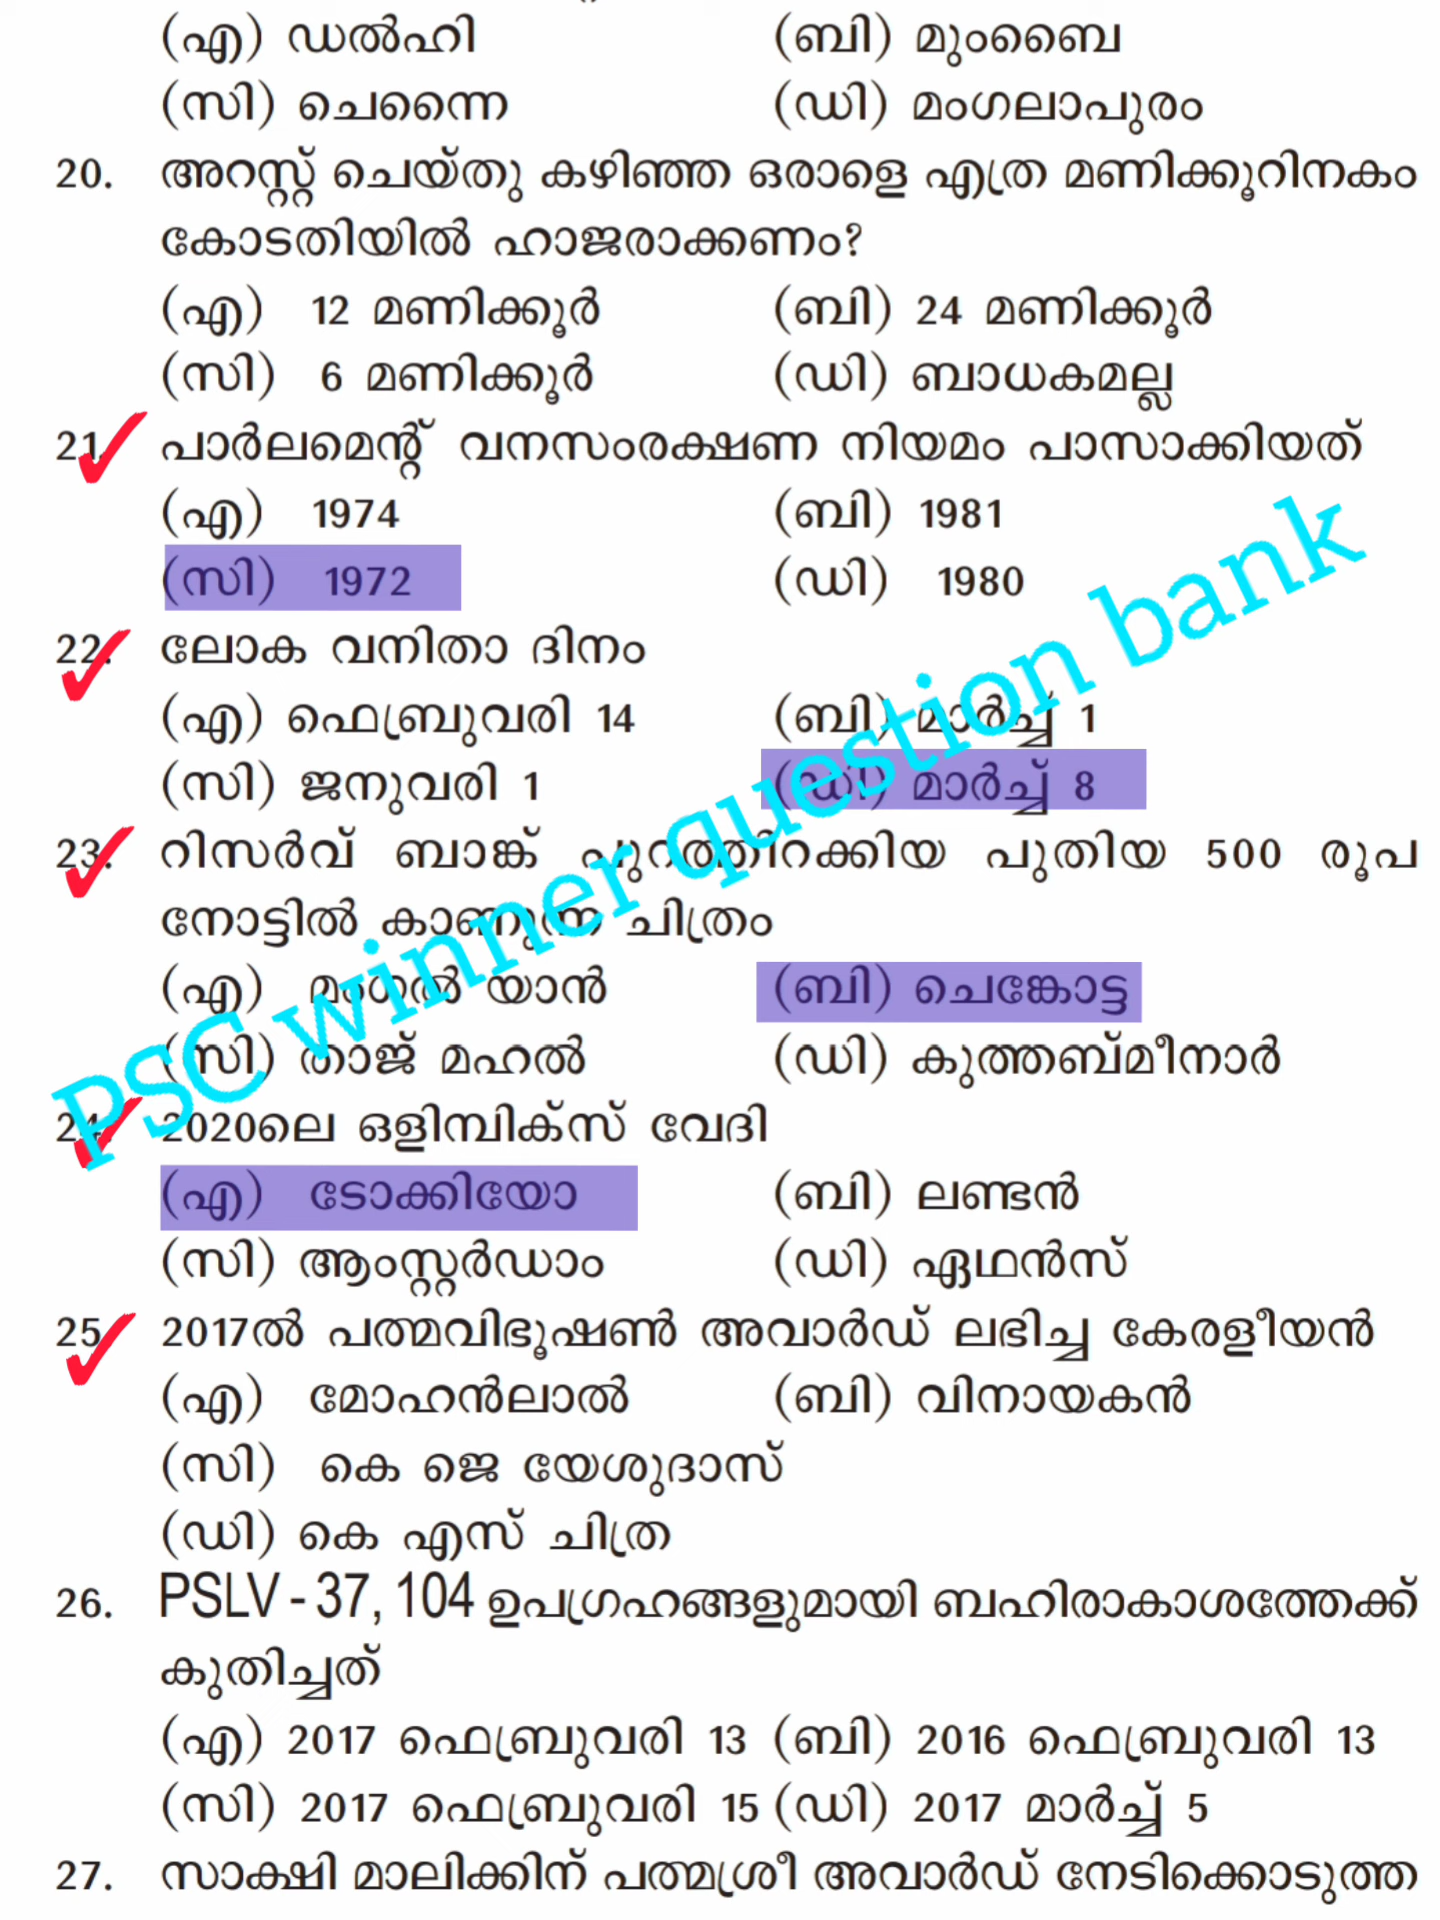 (എ) ഡൽഹി (ബി) മുംബൈ
(സി) ചെന്നൈ (ഡി) മംഗലാപുരം
20. അറസ്റ്റ് ചെയ്തു കഴിഞ്ഞ ഒരാളെ എത്ര മണിക്കൂറിനകം
കോടതിയിൽ ഹാജരാക്കണം?
(എ) 12 മണിക്കൂർ (ബി) 24 മണിക്കൂർ
(സി) 6 മണിക്കൂർ (ഡി) ബാധകമല്ല
21. പാർലമെന്റ് വനസംരക്ഷണ നിയമം പാസാക്കിയത്
(എ) 1974 (ബി) 1981
(സി) 1972 (ഡി) 1980
22. ലോക വനിതാ ദിനം
(എ) ഫെബ്രുവരി 14 (ബി) മാർച്ച് 1
(സി) ജനുവരി 1 (ഡി) മാർച്ച് 8
23. റിസർവ് ബാങ്ക് പുറത്തിറക്കിയ പുതിയ 500 രൂപ
നോട്ടിൽ കാണുന്ന ചിത്രം
(എ) മംഗൽ യാൻ (ബി) ചെങ്കോട്ട
(സി) താജ് മഹൽ (ഡി) കുത്തബ്മീനാർ
24. 2020ലെ ഒളിമ്പിക്സ് വേദി
(എ) ടോക്കിയോ (ബി) ലണ്ടൻ
(സി) ആംസ്റ്റർഡാം (ഡി) ഏഥൻസ്
25. 2017ൽ പത്മവിഭൂഷൺ അവാർഡ് ലഭിച്ച കേരളീയൻ
(എ) മോഹൻലാൽ (ബി) വിനായകൻ
(സി) കെ ജെ യേശുദാസ്
(ഡി) കെ എസ് ചിത്ര
26. PSLV - 37, 104 ഉപഗ്രഹങ്ങളുമായി ബഹിരാകാശത്തേക്ക്
കുതിച്ചത്
(എ) 2017 ഫെബ്രുവരി 13 (ബി) 2016 ഫെബ്രുവരി 13
(സി) 2017 ഫെബ്രുവരി 15 (ഡി) 2017 മാർച്ച് 5
27. സാക്ഷി മാലിക്കിന് പത്മശ്രീ അവാർഡ് നേടിക്കൊടുത്ത
PSC winner question bank